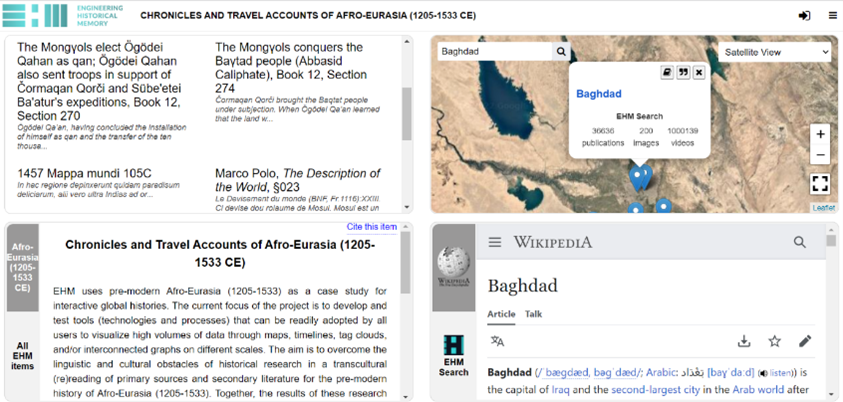 ENGINEERING
HISTORICAL
MEMORY
CHRONICLES AND TRAVEL ACCOUNTS OF AFRO-EURASIA (1205-1533 CE)
The Mongyols elect Ögödei
Qahan as qan; Ögödei Qahan
also sent troops in support of
Čormaqan Qorči and Sübe'etei
Ba'atur's expeditions, Book 12,
Section 270
Ögödei Qa'an, having concluded the installation
of himself as qan and the transfer of the ten
thouse...
The Mongyols conquers the
Baytad people (Abbasid
Caliphate), Book 12, Section
274
Čormaqan Qorči brought the Baqtat people
under subjection. When Ögödei Qa'an learned
that the land w...
1457 Mappa mundi 105C
In hac regione depinxerunt quidam paredisum
deliciarum, alii vero ultra Indias ad or...
Marco Polo, The Description of
the World, §023
Le Devisement du monde (BNF, Fr.1116):XXIII.
Ci devise dou roiaume de Mosul. Mosul est un
Baghdad
Satellite View
Baghdad
EHM Search
36636
publications
200
images
1000139
videos
+
−
Leaflet
Afro-
Eurasia
(1205-
1533
CE)
All
EHM
items
Cite this item
Chronicles and Travel Accounts of Afro-Eurasia (1205-
1533 CE)
EHM uses pre-modern Afro-Eurasia (1205-1533) as a case study for
interactive global histories. The current focus of the project is to develop and
test tools (technologies and processes) that can be readily adopted by all
users to visualize high volumes of data through maps, timelines, tag clouds,
and/or interconnected graphs on different scales. The aim is to overcome the
linguistic and cultural obstacles of historical research in a transcultural
(re)reading of primary sources and secondary literature for the pre-modern
history of Afro-Eurasia (1205-1533). Together, the results of these research
WIKIPEDIA
EHM
Search
WIKIPEDIA
Baghdad
Article Talk
Baghdad (/ˈbæɡdæd, bəɡˈdæd/; Arabic: بَغْدَاد [baɣˈdaːd] (listen)) is
the capital of Iraq and the second-largest city in the Arab world after